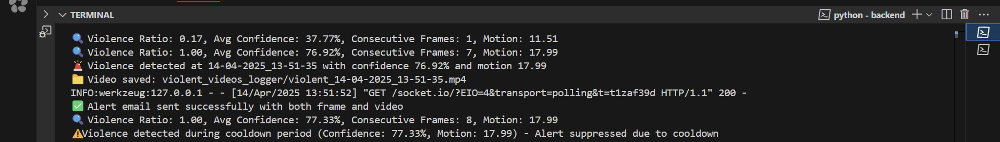 TERMINAL
python - backend
🔍 Violence Ratio: 0.17, Avg Confidence: 37.77%, Consecutive Frames: 1, Motion: 11.51
🔍 Violence Ratio: 1.00, Avg Confidence: 76.92%, Consecutive Frames: 7, Motion: 17.99
🚨 Violence detected at 14-04-2025_13-51-35 with confidence 76.92% and motion 17.99
📁 Video saved: violent_videos_logger/violent_14-04-2025_13-51-35.mp4
INFO:werkzeug:127.0.0.1 - - [14/Apr/2025 13:51:52] "GET /socket.io/?EIO=4&transport=polling&t=t1zaf39d HTTP/1.1" 200 -
✅ Alert email sent successfully with both frame and video
🔍 Violence Ratio: 1.00, Avg Confidence: 77.33%, Consecutive Frames: 8, Motion: 17.99
⚠️Violence detected during cooldown period (Confidence: 77.33%, Motion: 17.99) - Alert suppressed due to cooldown